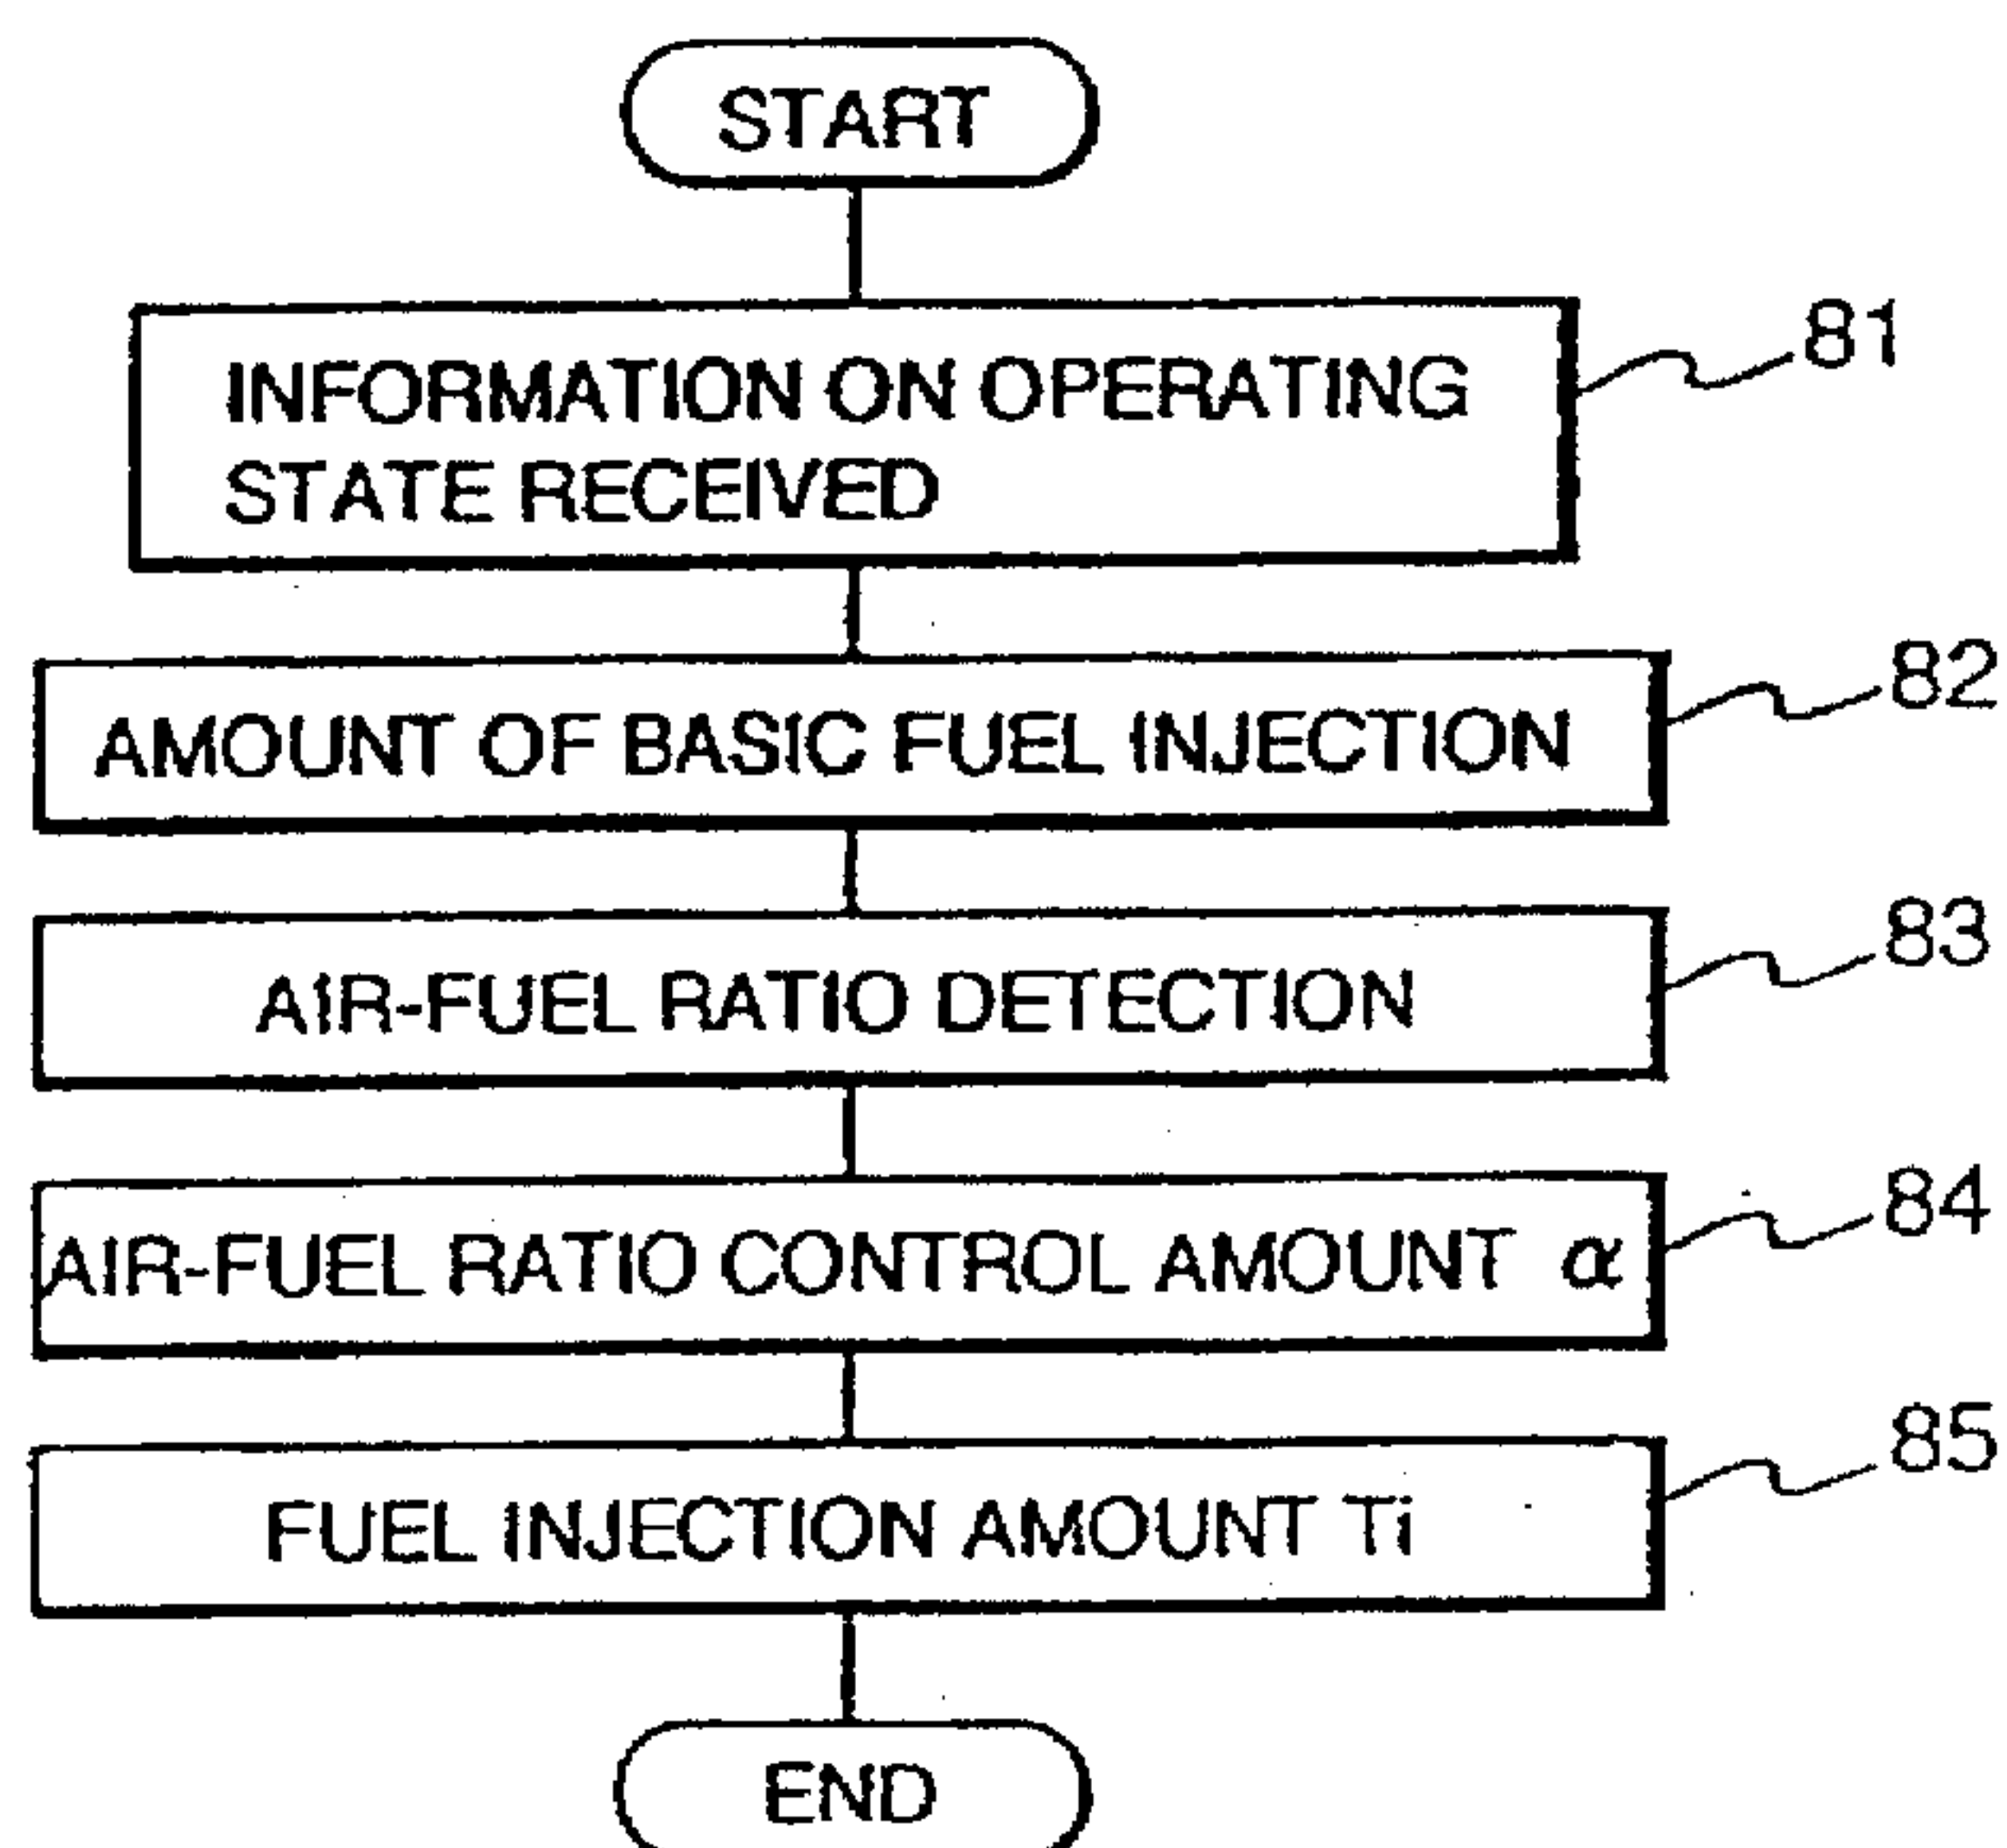 START
INFORMATION ON OPERATING
STATE RECEIVED
81
AMOUNT OF BASIC FUEL INJECTION
82
AIR-FUEL RATIO DETECTION
83
AIR-FUEL RATIO CONTROL AMOUNT α
84
FUEL INJECTION AMOUNT Ti
85
END